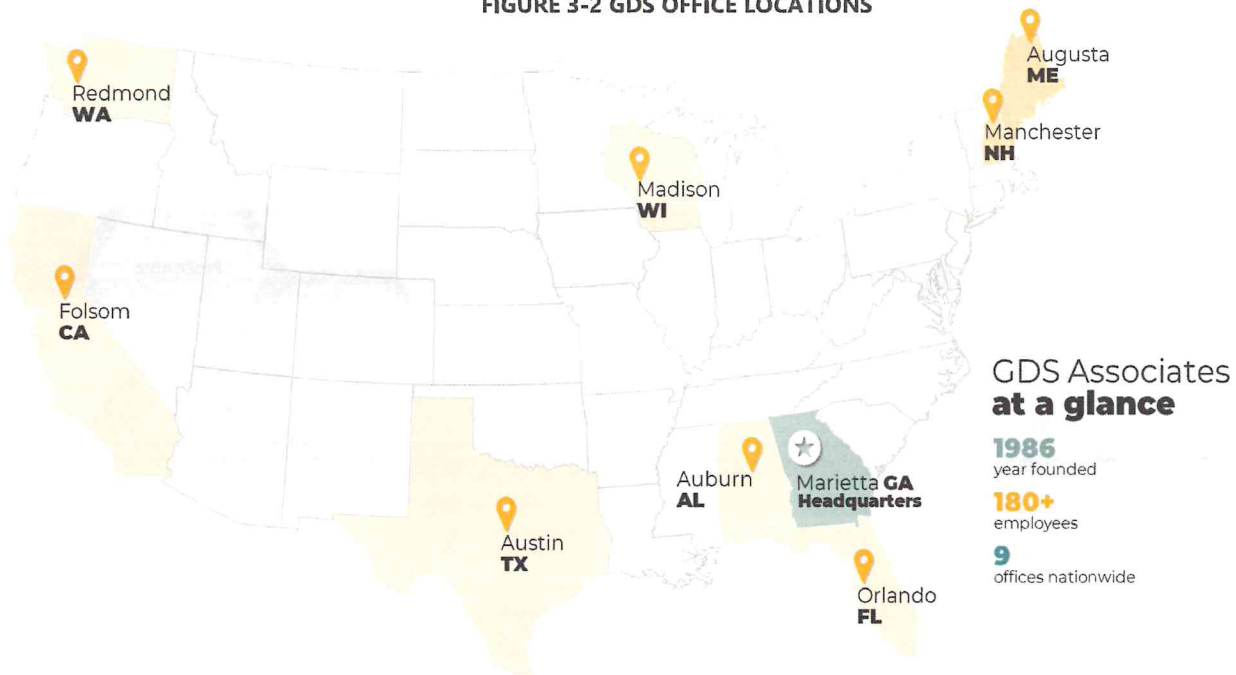 FIGURE 3-2 GDS OFFICE LOCATIONS
Augusta
ME
Redmond
WA
Manchester
NH
Madison
WI
Folsom
CA
GDS Associates
at a glance
1986
year founded
180+
employees
9
offices nationwide
Auburn
AL
Marietta GA
Headquarters
Austin
TX
Orlando
FL